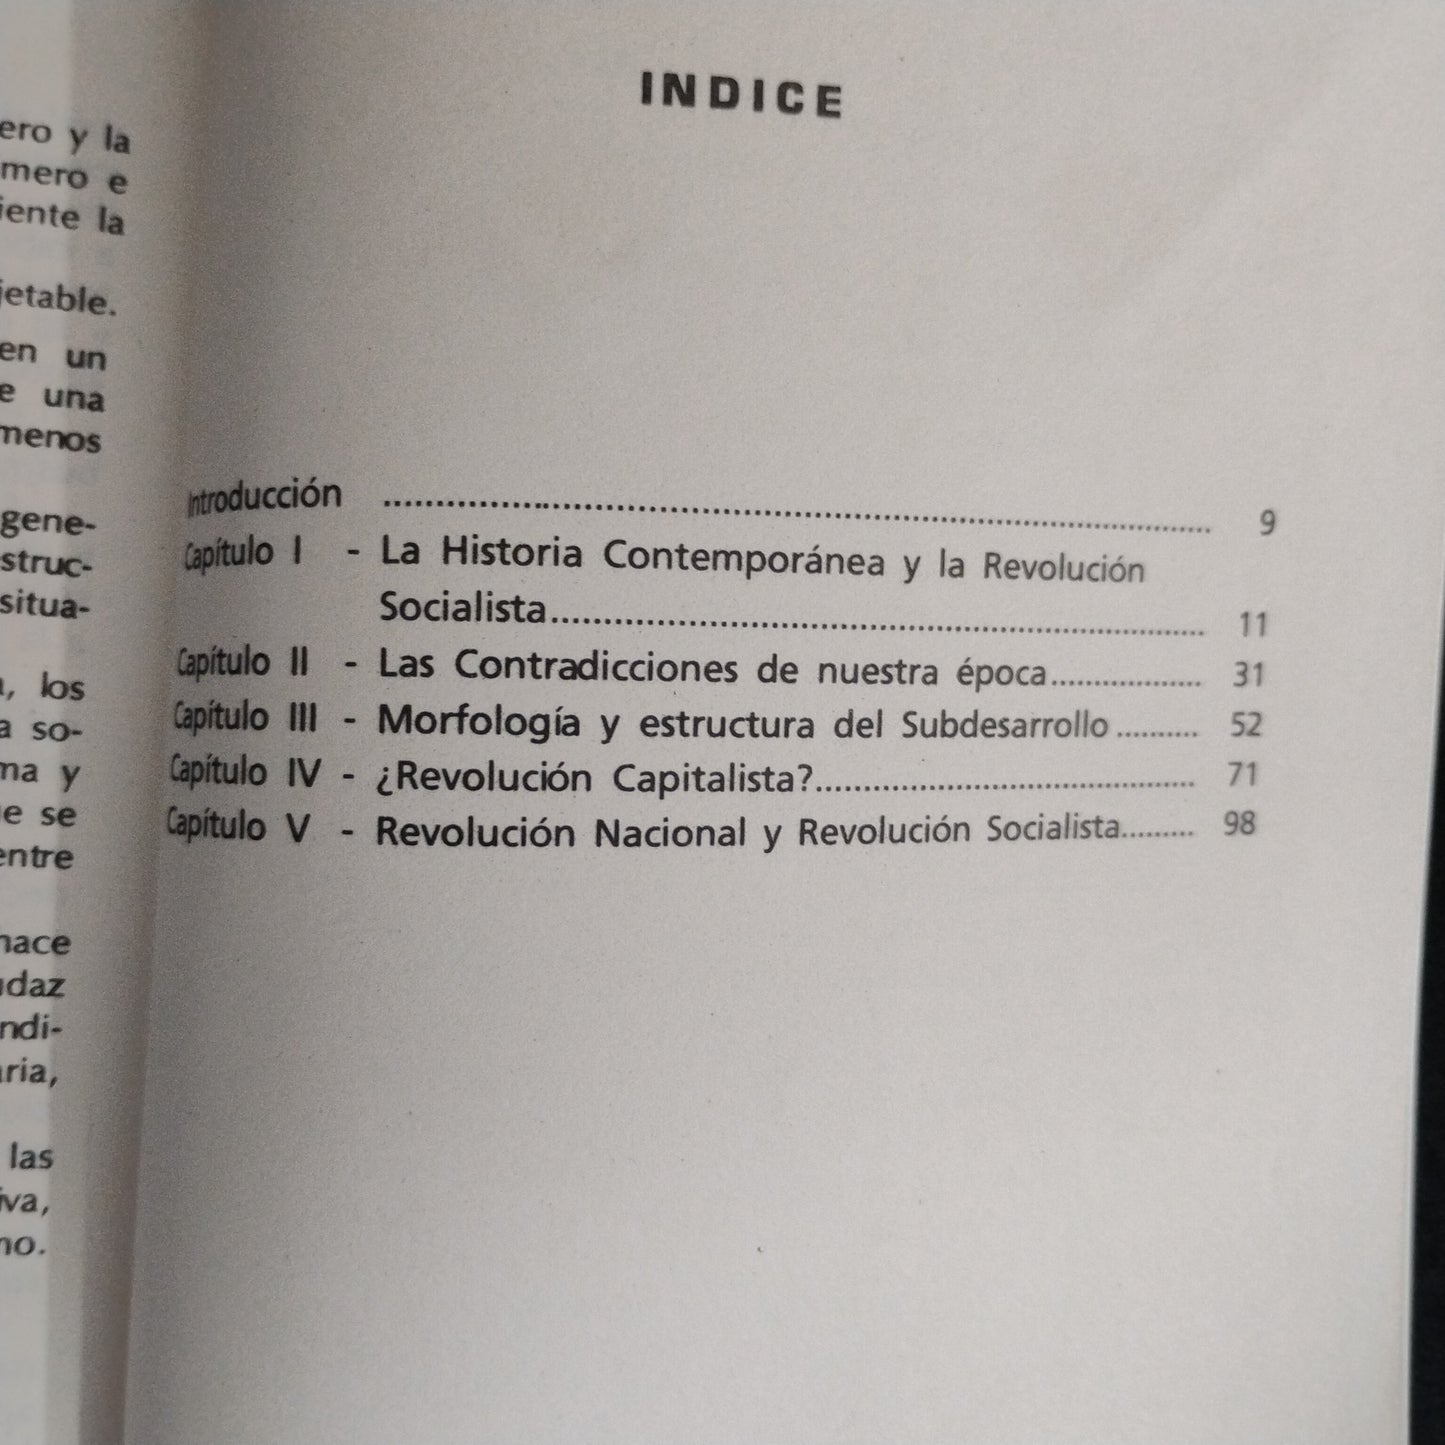 ero y la
mero e
iente la
jetable.
en un
e una
menos
gene-
struc-
situa-
, los
a so-
ma y
e se
entre
hace
udaz
ndi-
aria,
las
iva,
no.
INDICE
Introducción .......... 9
Capítulo I - La Historia Contemporánea y la Revolución
Socialista.......... 11
Capítulo II - Las Contradicciones de nuestra época.......... 31
Capítulo III - Morfología y estructura del Subdesarrollo .......... 52
Capítulo IV - ¿Revolución Capitalista?.......... 71
Capítulo V - Revolución Nacional y Revolución Socialista.......... 98